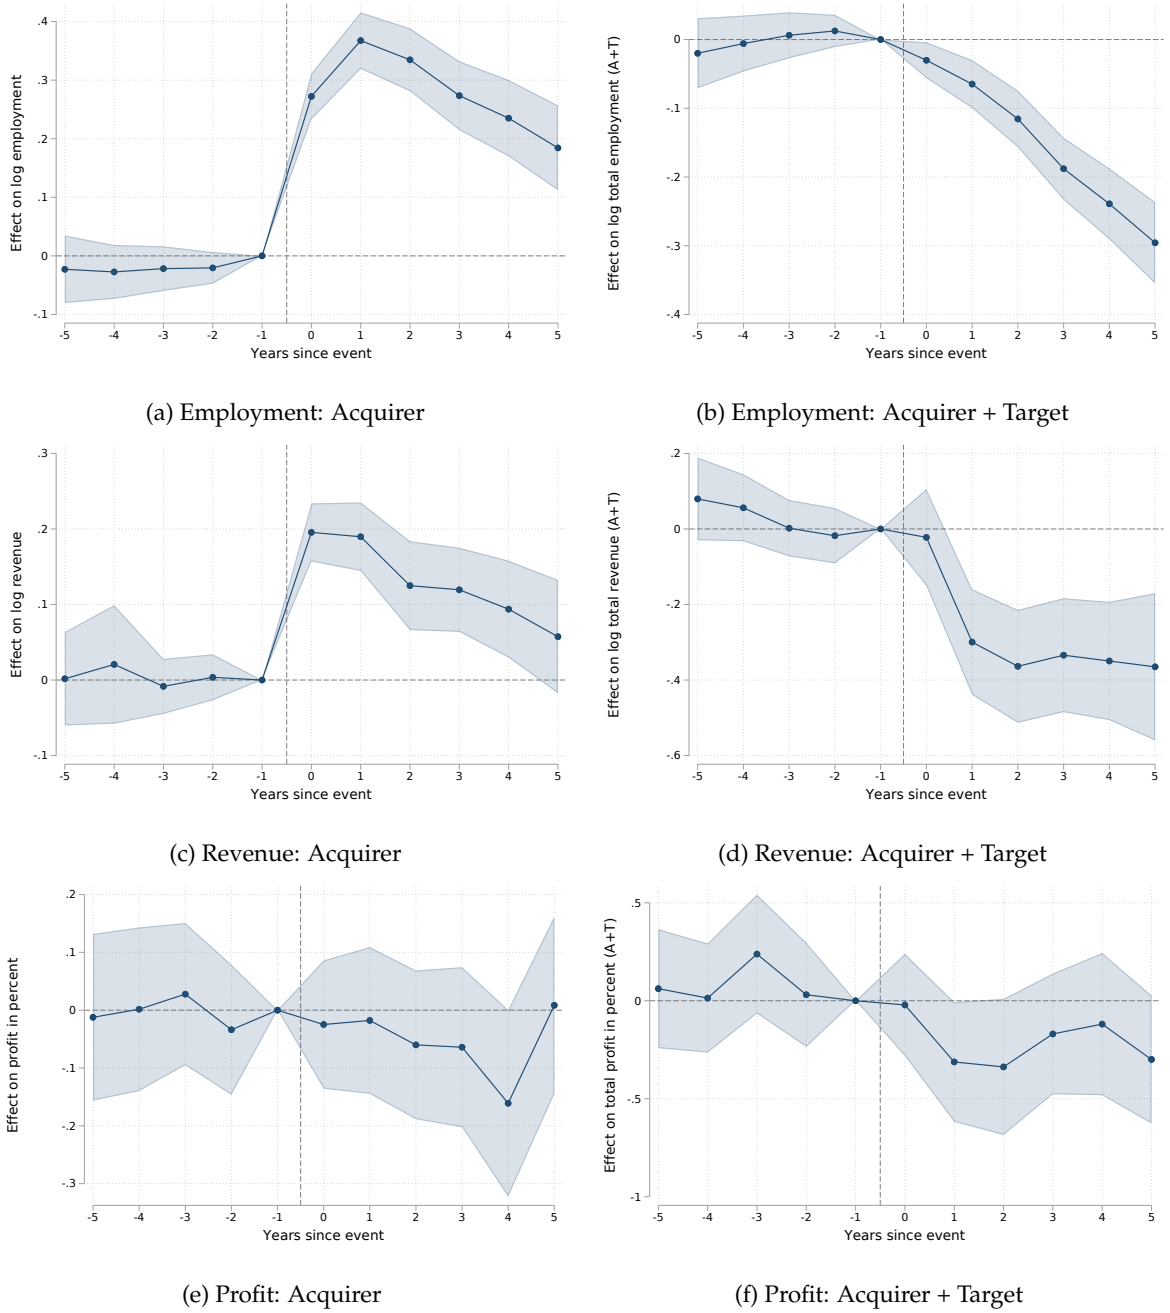 Effect on log employment
.4
.3
.2
.1
0
-.1
-5 -4 -3 -2 -1 0 1 2 3 4 5
Years since event
(a) Employment: Acquirer
Effect on log total employment (A+T)
0
-.1
-.2
-.3
-.4
-5 -4 -3 -2 -1 0 1 2 3 4 5
Years since event
(b) Employment: Acquirer + Target
Effect on log revenue
.3
.2
.1
0
-.1
-5 -4 -3 -2 -1 0 1 2 3 4 5
Years since event
(c) Revenue: Acquirer
Effect on log total revenue (A+T)
.2
0
-.2
-.4
-.6
-5 -4 -3 -2 -1 0 1 2 3 4 5
Years since event
(d) Revenue: Acquirer + Target
Effect on profit in percent
.2
.1
0
-.1
-.2
-.3
-5 -4 -3 -2 -1 0 1 2 3 4 5
Years since event
(e) Profit: Acquirer
Effect on total profit in percent (A+T)
.5
0
-.5
-1
-5 -4 -3 -2 -1 0 1 2 3 4 5
Years since event
(f) Profit: Acquirer + Target